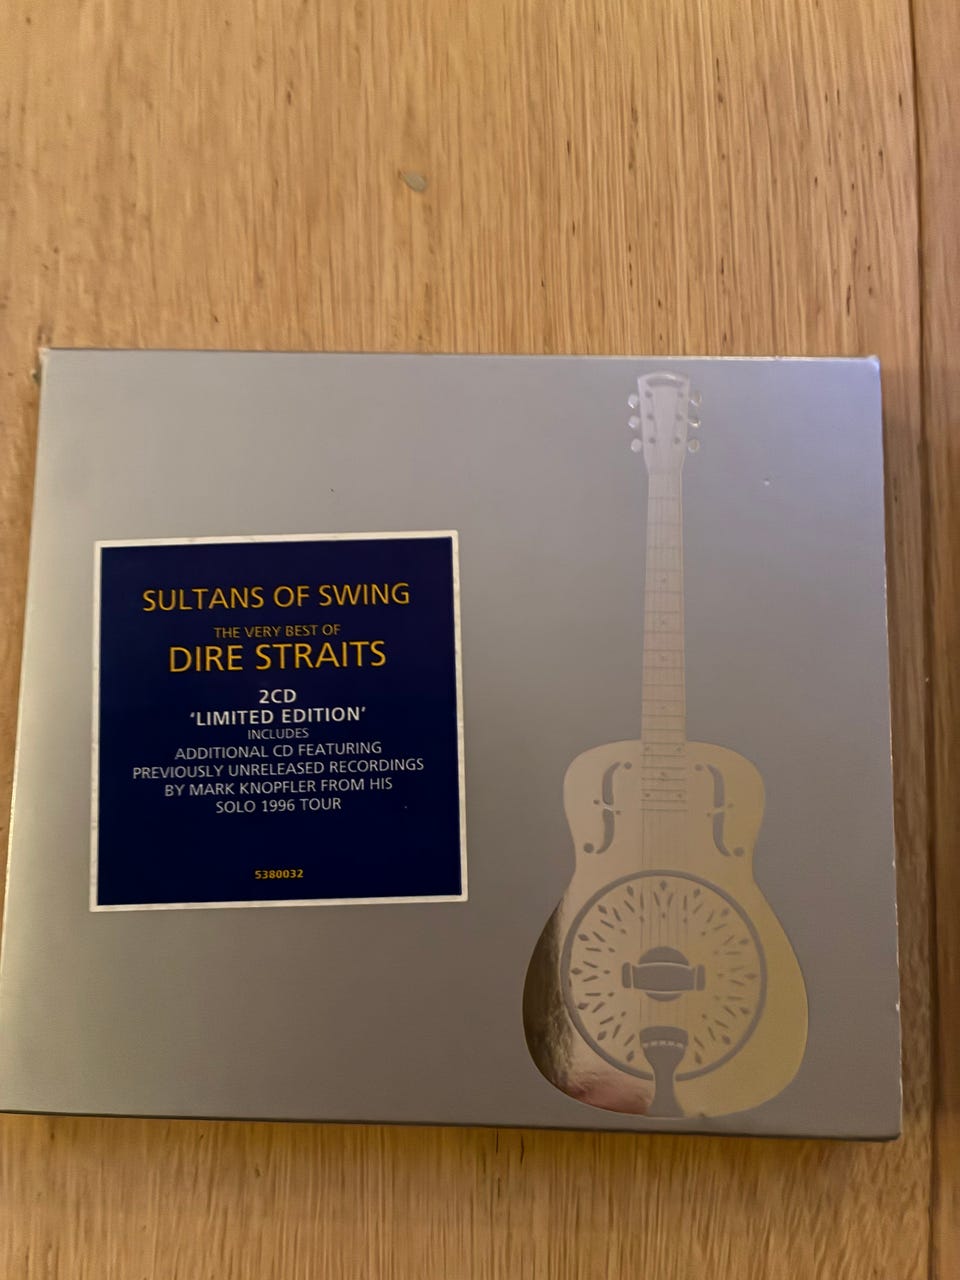 SULTANS OF SWING
THE VERY BEST OF
DIRE STRAITS
2CD
‘LIMITED EDITION’
INCLUDES
ADDITIONAL CD FEATURING
PREVIOUSLY UNRELEASED RECORDINGS
BY MARK KNOPFLER FROM HIS
SOLO 1996 TOUR
5380032